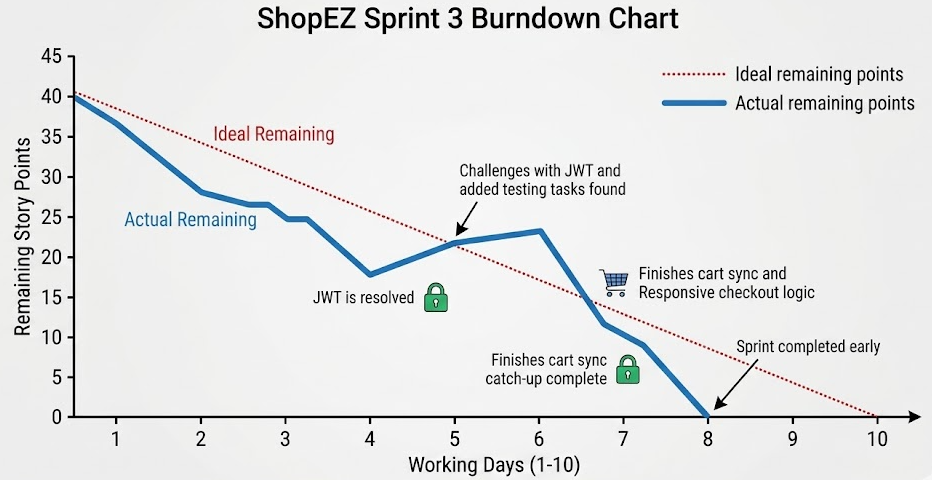 ShopEZ Sprint 3 Burndown Chart
Ideal remaining points
Actual remaining points
Remaining Story Points
45
40
35
30
25
20
15
10
5
0
Ideal Remaining
Actual Remaining
Challenges with JWT and
added testing tasks found
JWT is resolved
Finishes cart sync and
Responsive checkout logic
Finishes cart sync
catch-up complete
Sprint completed early
1 2 3 4 5 6 7 8 9 10
Working Days (1-10)